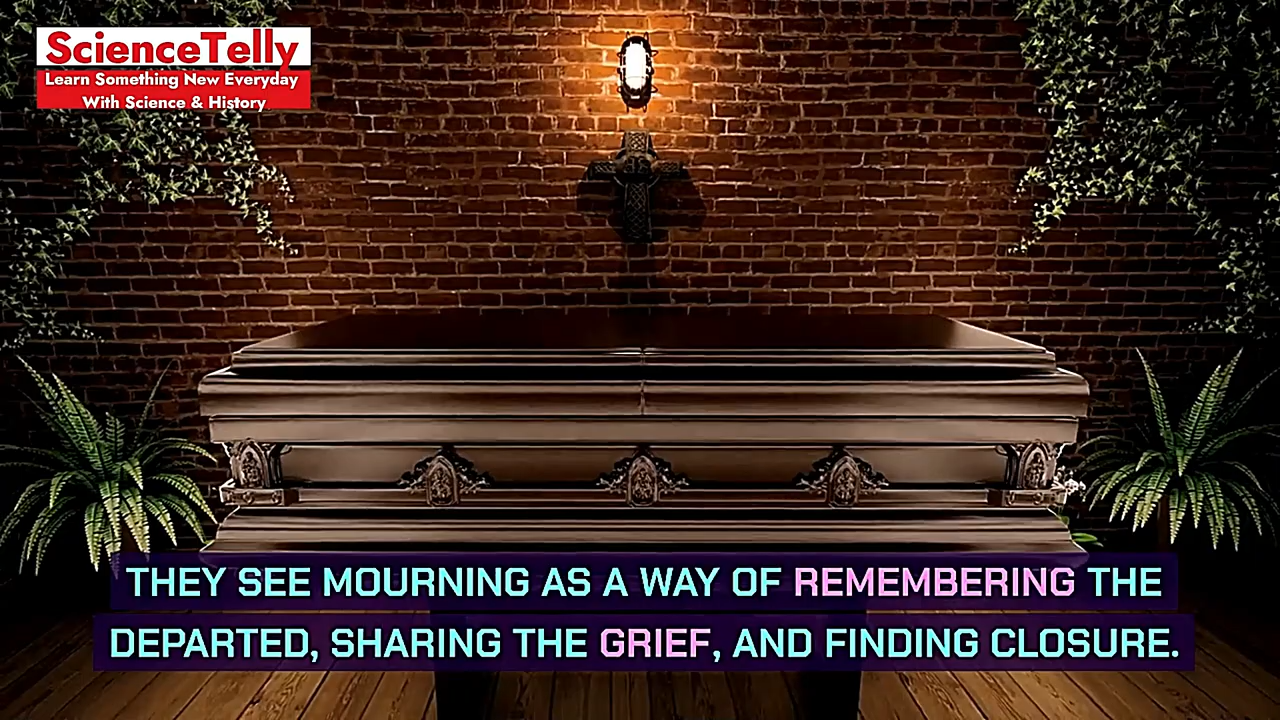 ScienceTelly
Learn Something New Everyday
With Science & History
THEY SEE MOURNING AS A WAY OF REMEMBERING THE
DEPARTED, SHARING THE GRIEF, AND FINDING CLOSURE.